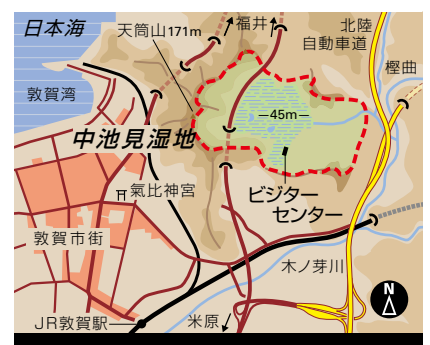 日本海
天筒山171m
福井
北陸
自動車道
樫曲
敦賀湾
中池見湿地
45m
氣比神宮
ビジター
センター
敦賀市街
木ノ芽川
N
JR敦賀駅
米原